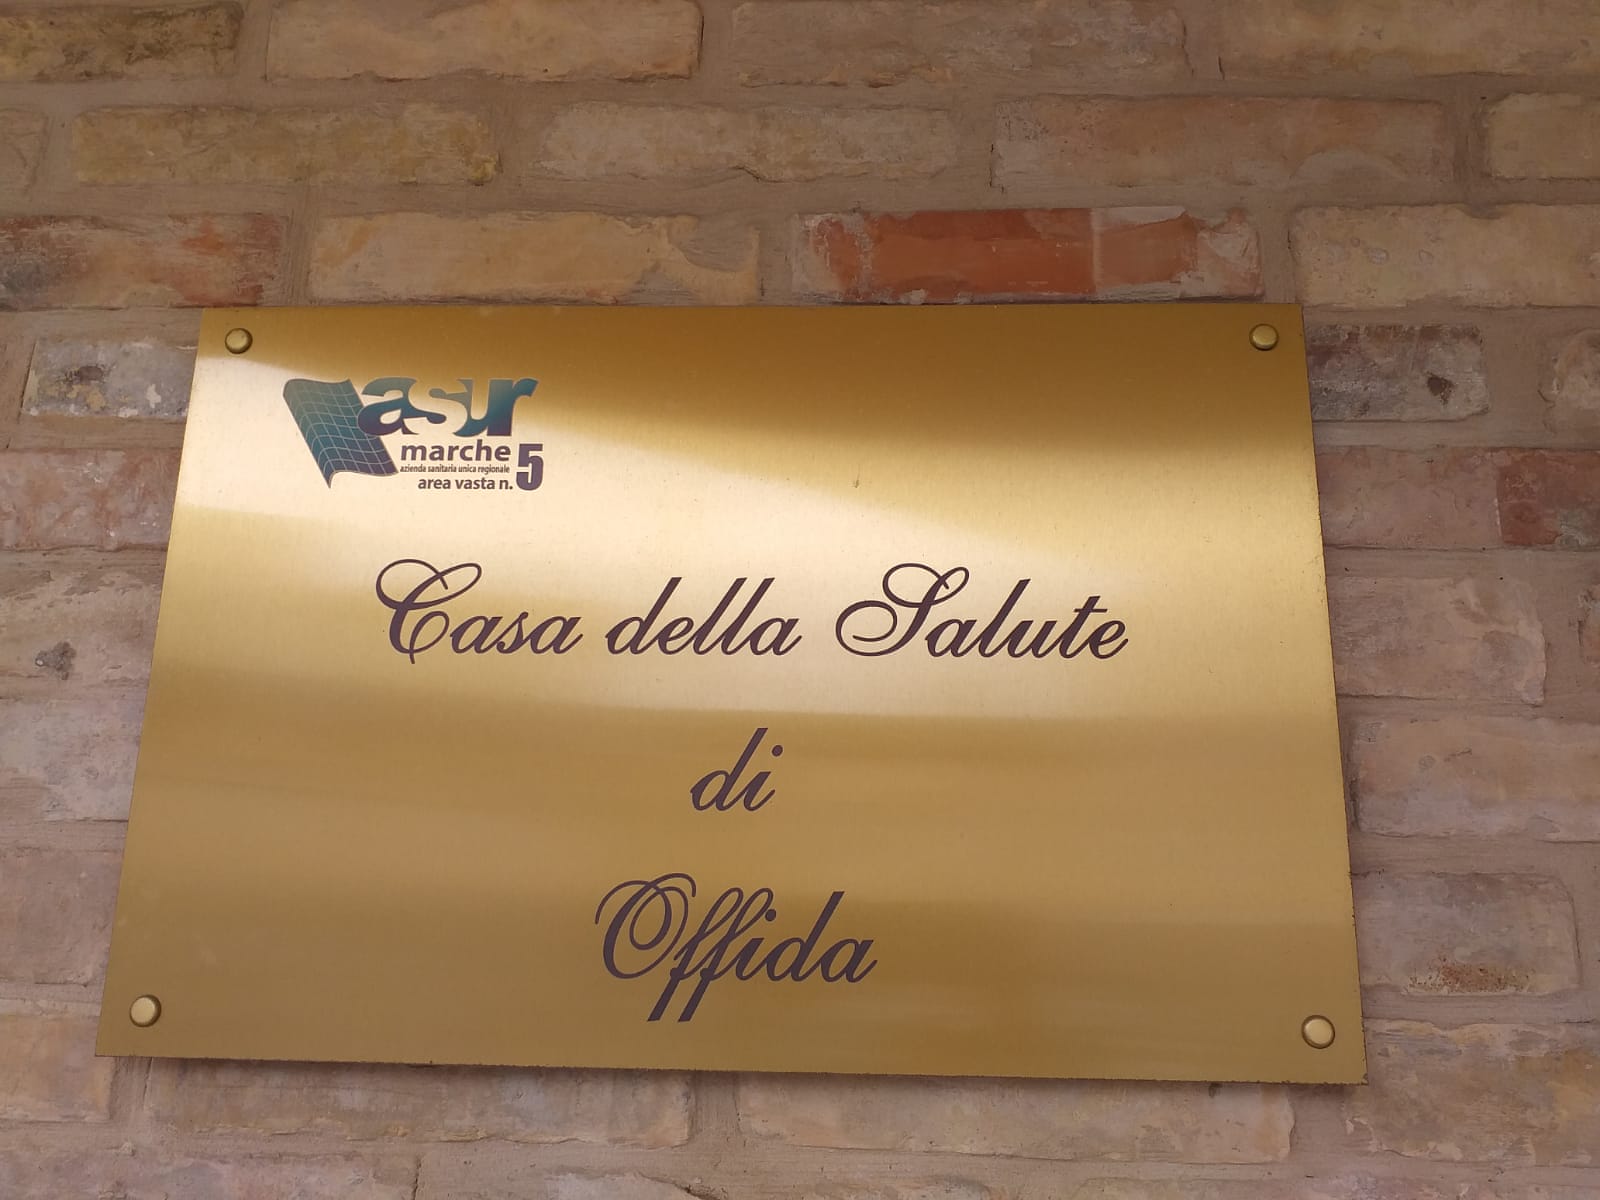 asur
marche
azienda sanitaria unica regionale
area vasta n. 5
Casa della Salute
di
Offida